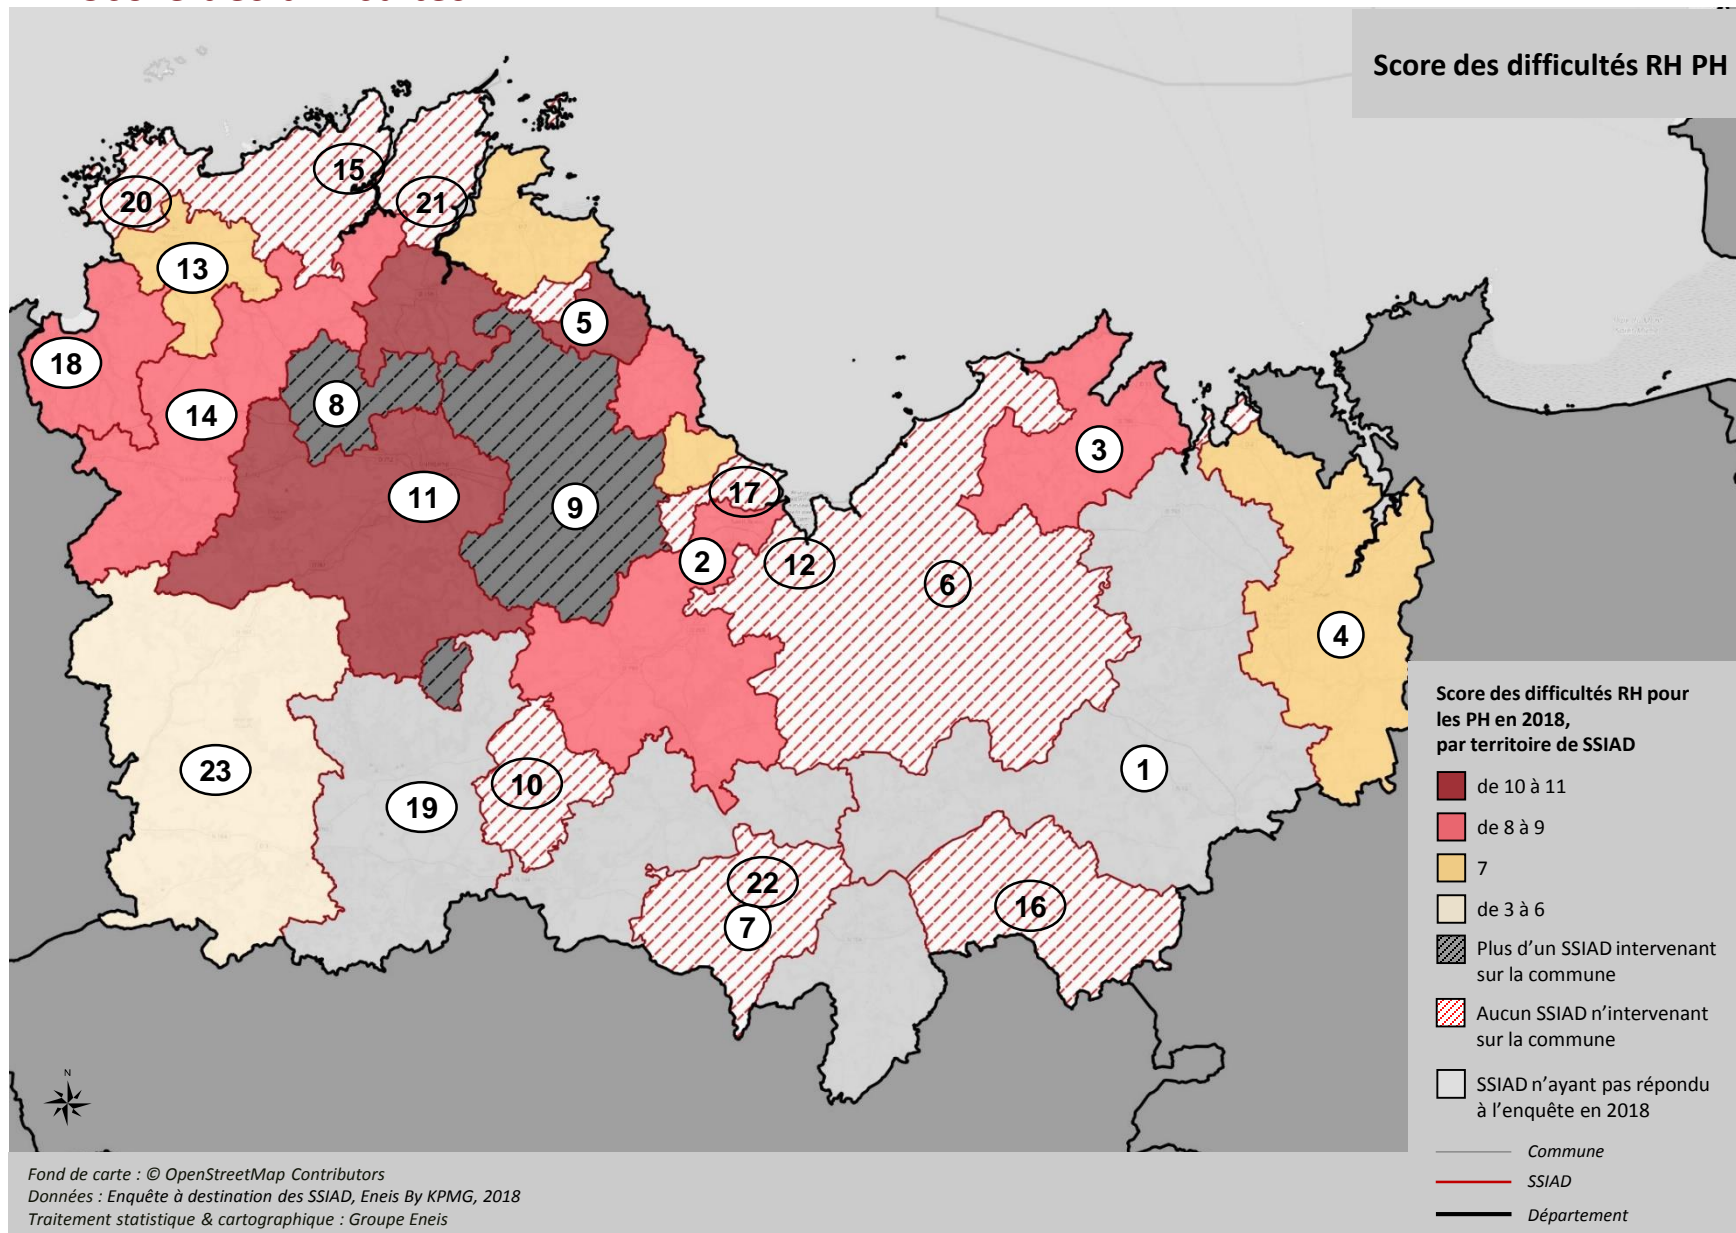 Score des difficultés RH PH
15
20
21
13
5
18
8
14
3
11
17
9
2
12
6
4
23
10
1
19
22
16
7
Score des difficultés RH pour
les PH en 2018,
par territoire de SSIAD
de 10 à 11
de 8 à 9
7
de 3 à 6
Plus d'un SSIAD intervenant
sur la commune
Aucun SSIAD n'intervenant
sur la commune
SSIAD n'ayant pas répondu
à l'enquête en 2018
Commune
SSIAD
Département
N
Fond de carte : © OpenStreetMap Contributors
Données : Enquête à destination des SSIAD, Eneis By KPMG, 2018
Traitement statistique & cartographique : Groupe Eneis